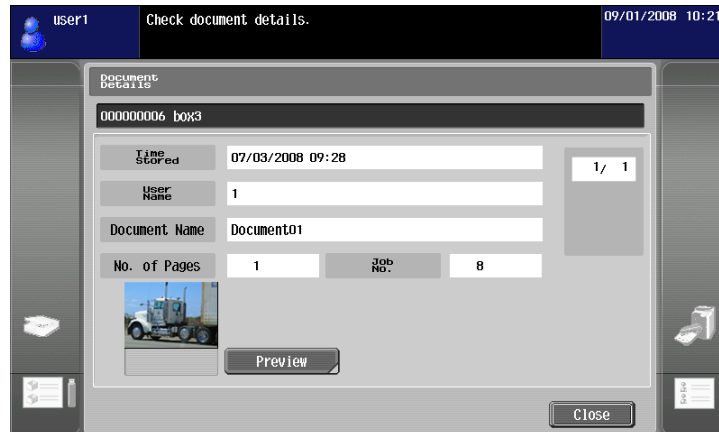 user1
Check document details.
09/01/2008 10:21
Document
Details
000000006 box3
Time
Stored
07/03/2008 09:28
1/ 1
User
Name
1
Document Name
Document01
No. of Pages
1
Job
No.
8
Preview
Close